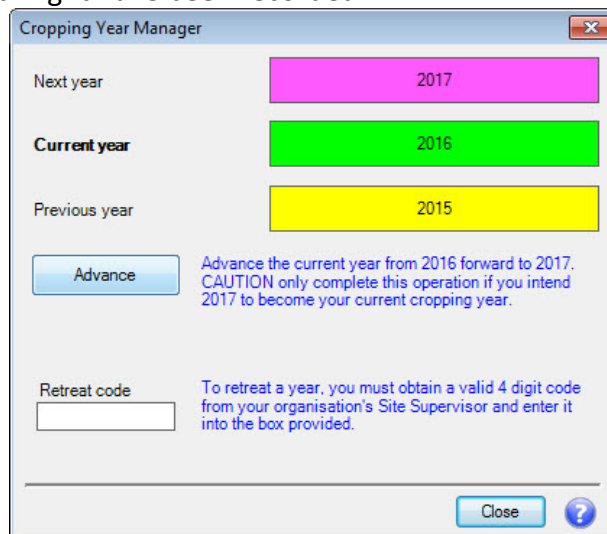 Cropping Year Manager
Next year 2017
Current year 2016
Previous year 2015
Advance
Advance the current year from 2016 forward to 2017.
CAUTION only complete this operation if you intend
2017 to become your current cropping year.
Retreat code
To retreat a year, you must obtain a valid 4 digit code
from your organisation's Site Supervisor and enter it
into the box provided.
Close ?